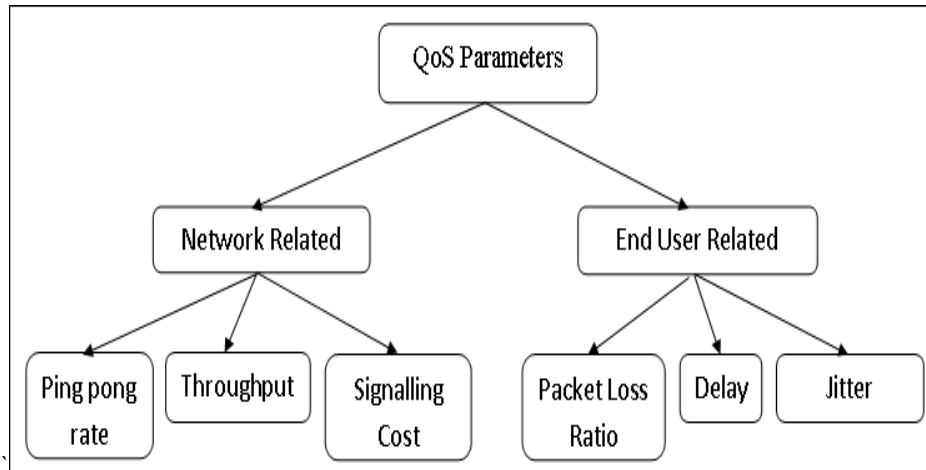 QoS Parameters
Network Related
End User Related
Ping pong
rate
Throughput
Signalling
Cost
Packet Loss
Ratio
Delay
Jitter
`